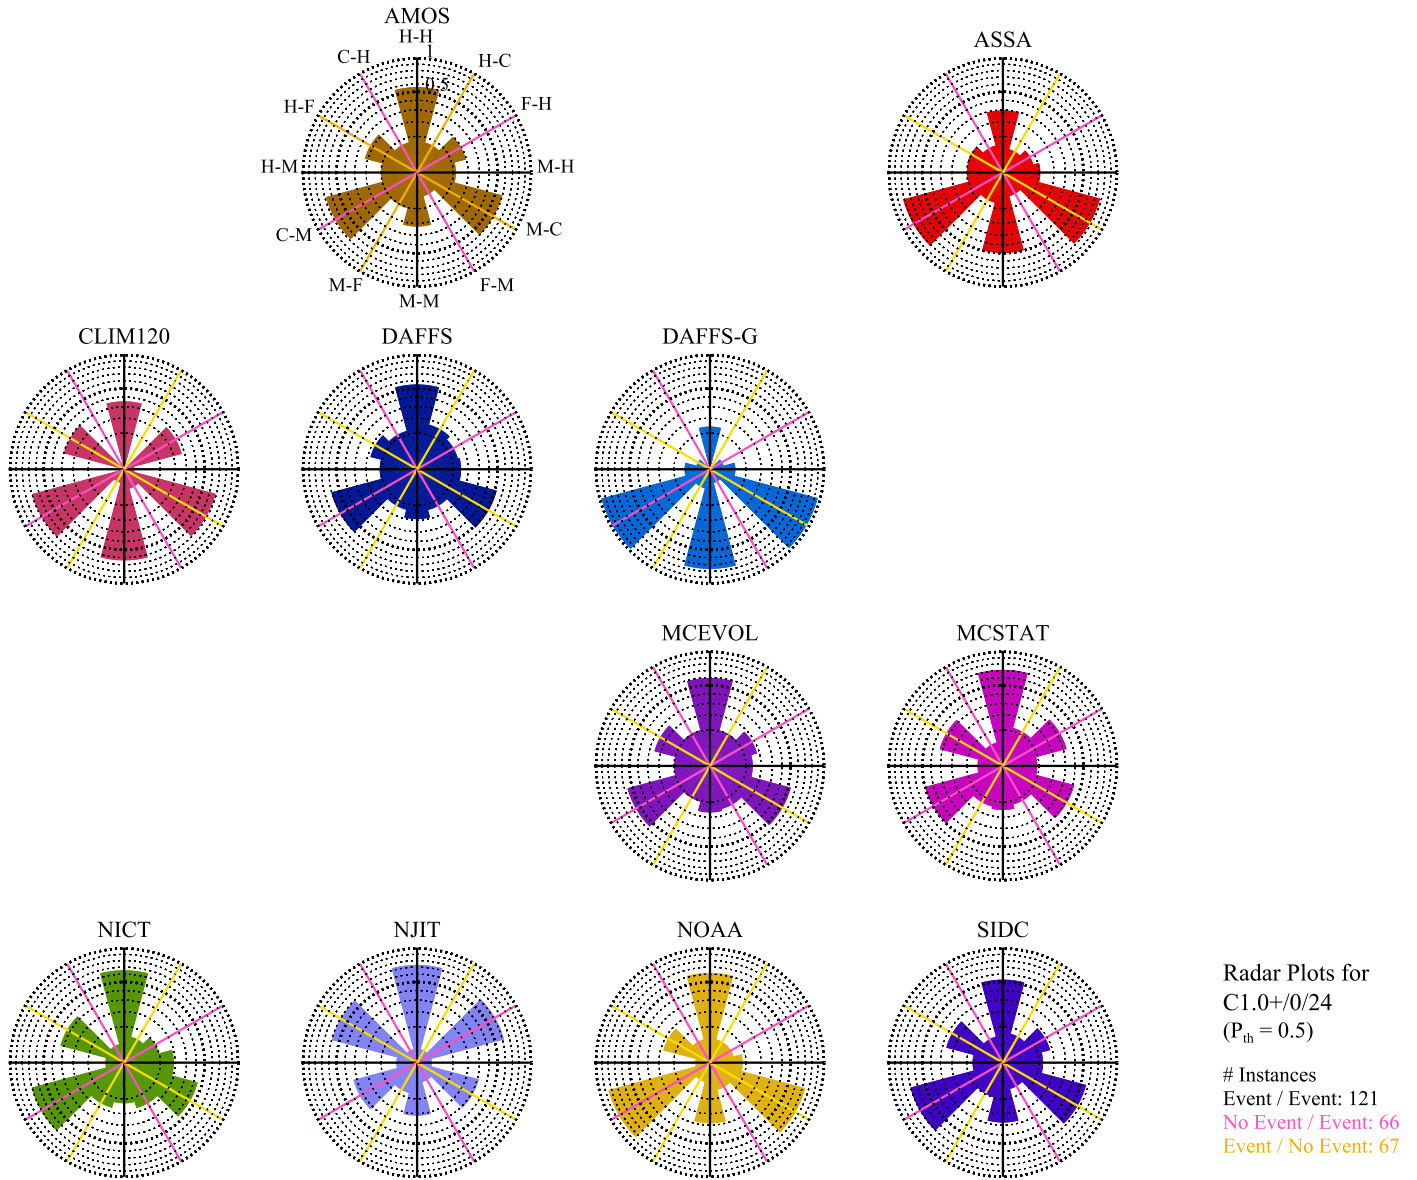 AMOS
H-H
1
0.5
C-H
H-C
H-F
F-H
H-M
M-H
C-M
M-C
M-F
F-M
M-M
ASSA
CLIM120
DAFFS
DAFFS-G
MCEVOL
MCSTAT
NICT
NJIT
NOAA
SIDC
Radar Plots for
C1.0+/0/24
(Pth = 0.5)
# Instances
Event / Event: 121
No Event / Event: 66
Event / No Event: 67